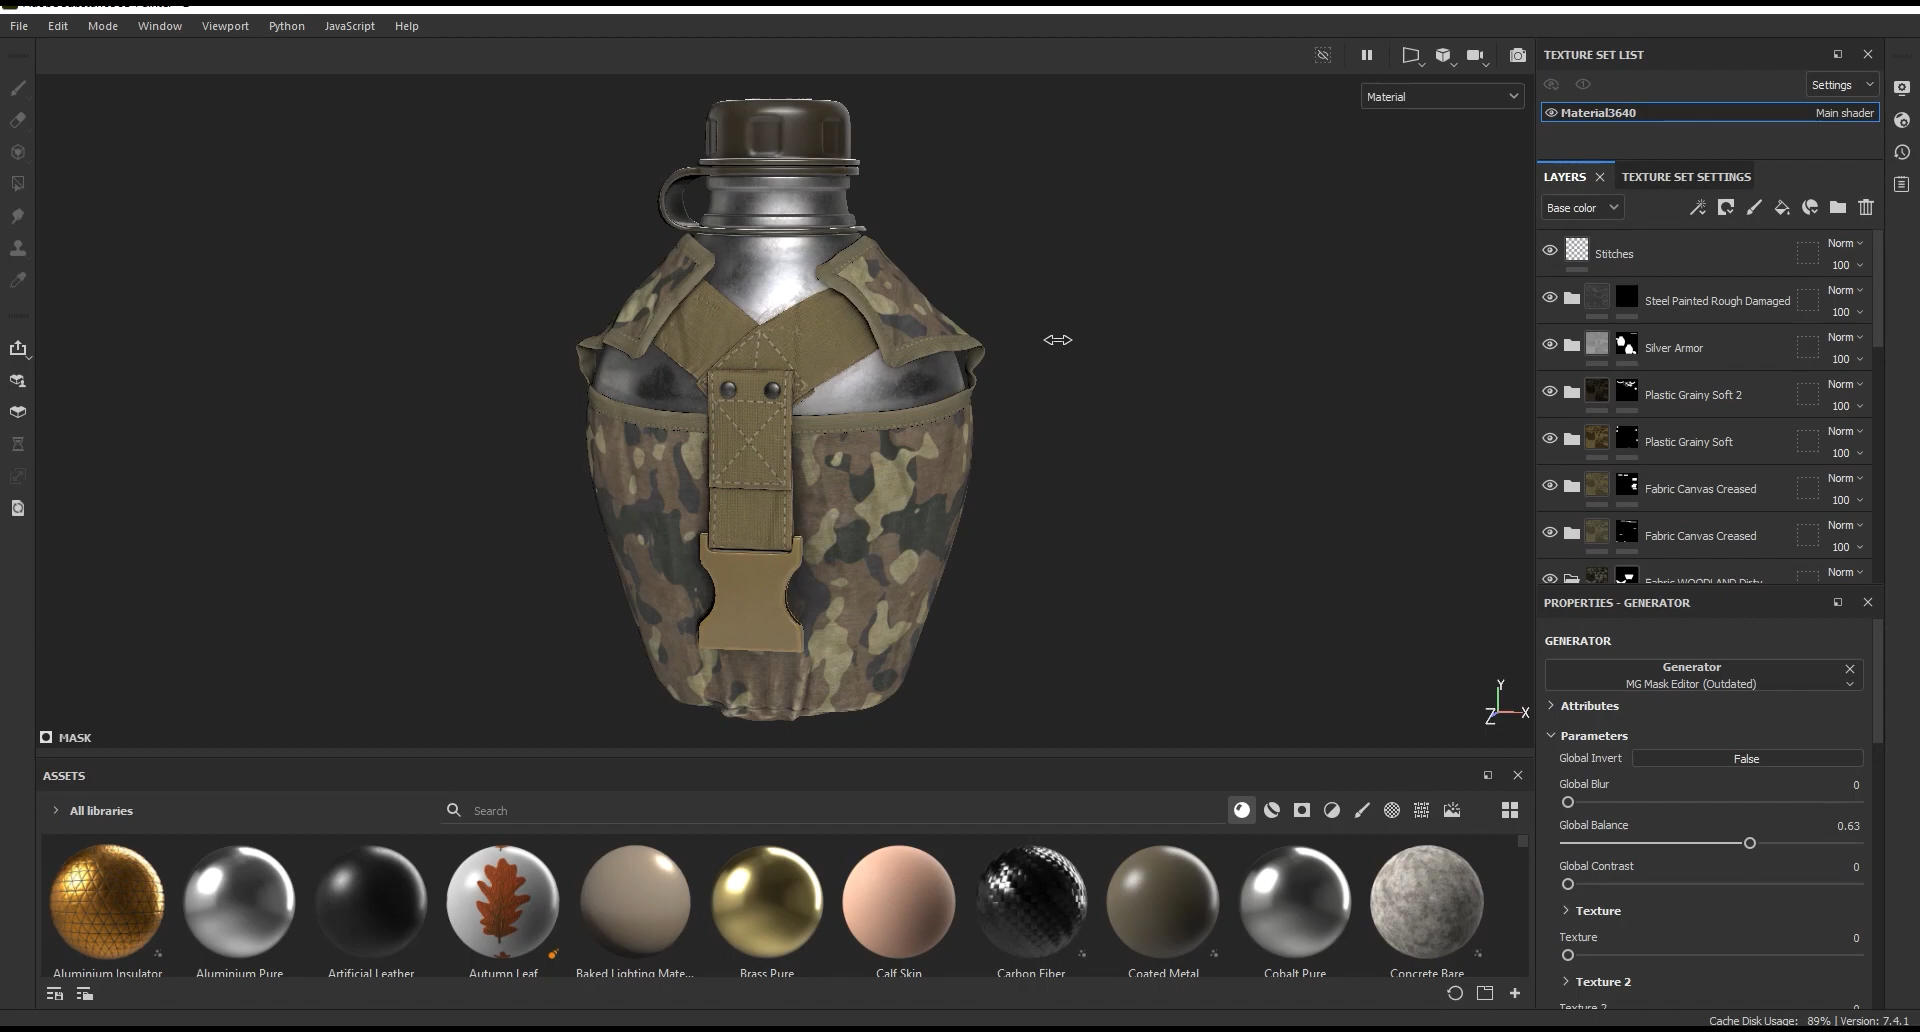 File Edit Mode Window Viewport Python JavaScript Help
TEXTURE SET LIST
Settings
Material
Material3640 Main shader
LAYERS TEXTURE SET SETTINGS
Base color
Norm
Stitches
100
Norm
Steel Painted Rough Damaged
100
Norm
Silver Armor
100
Norm
Plastic Grainy Soft 2
100
Norm
Plastic Grainy Soft
100
Norm
Fabric Canvas Creased
100
Norm
Fabric Canvas Creased
100
Norm
Fabric WOODLAND Dirty
PROPERTIES - GENERATOR
GENERATOR
Generator
MG Mask Editor (Outdated)
Attributes
Parameters
Global Invert False
Global Blur 0
Global Balance 0.63
Global Contrast 0
Texture
Texture 0
Texture 2
Texture 2 0
Y
Z X
MASK
ASSETS
All libraries
Search
Aluminium Insulator Aluminium Pure Artificial Leather Autumn Leaf Baked Lighting Mate... Brass Pure Calf Skin Carbon Fiber Coated Metal Cobalt Pure Concrete Bare
Cache Disk Usage: 89% | Version: 7.4.1